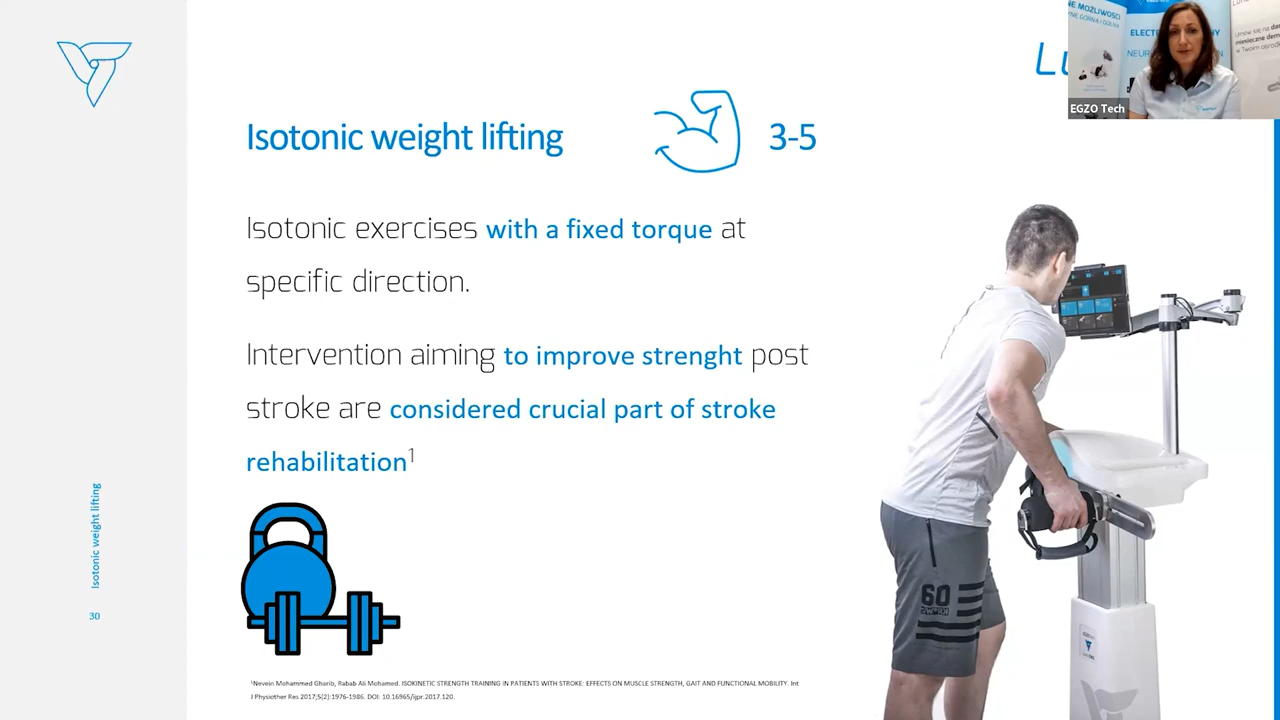 NE MOŻLIWOŚCI
EGZO Tech
Isotonic weight lifting
3-5
Isotonic exercises with a fixed torque at
specific direction.
Intervention aiming to improve strenght post
stroke are considered crucial part of stroke
rehabilitation1
Isotonic weight lifting
30
60
1Nevein Mohammed Gharib, Rabab Ali Mohamed. ISOKINETIC STRENGTH TRAINING IN PATIENTS WITH STROKE: EFFECTS ON MUSCLE STRENGTH, GAIT AND FUNCTIONAL MOBILITY. Int
J Physiother Res 2017;5(2):1976-1986. DOI: 10.16965/ijpr.2017.120.